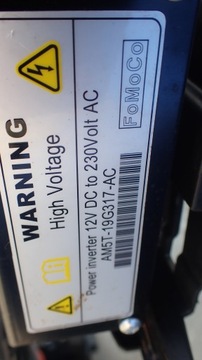 WARNING
High Voltage
Power inverter 12V DC to 230Volt AC
AM5T-19G317-AC
FoMoCo